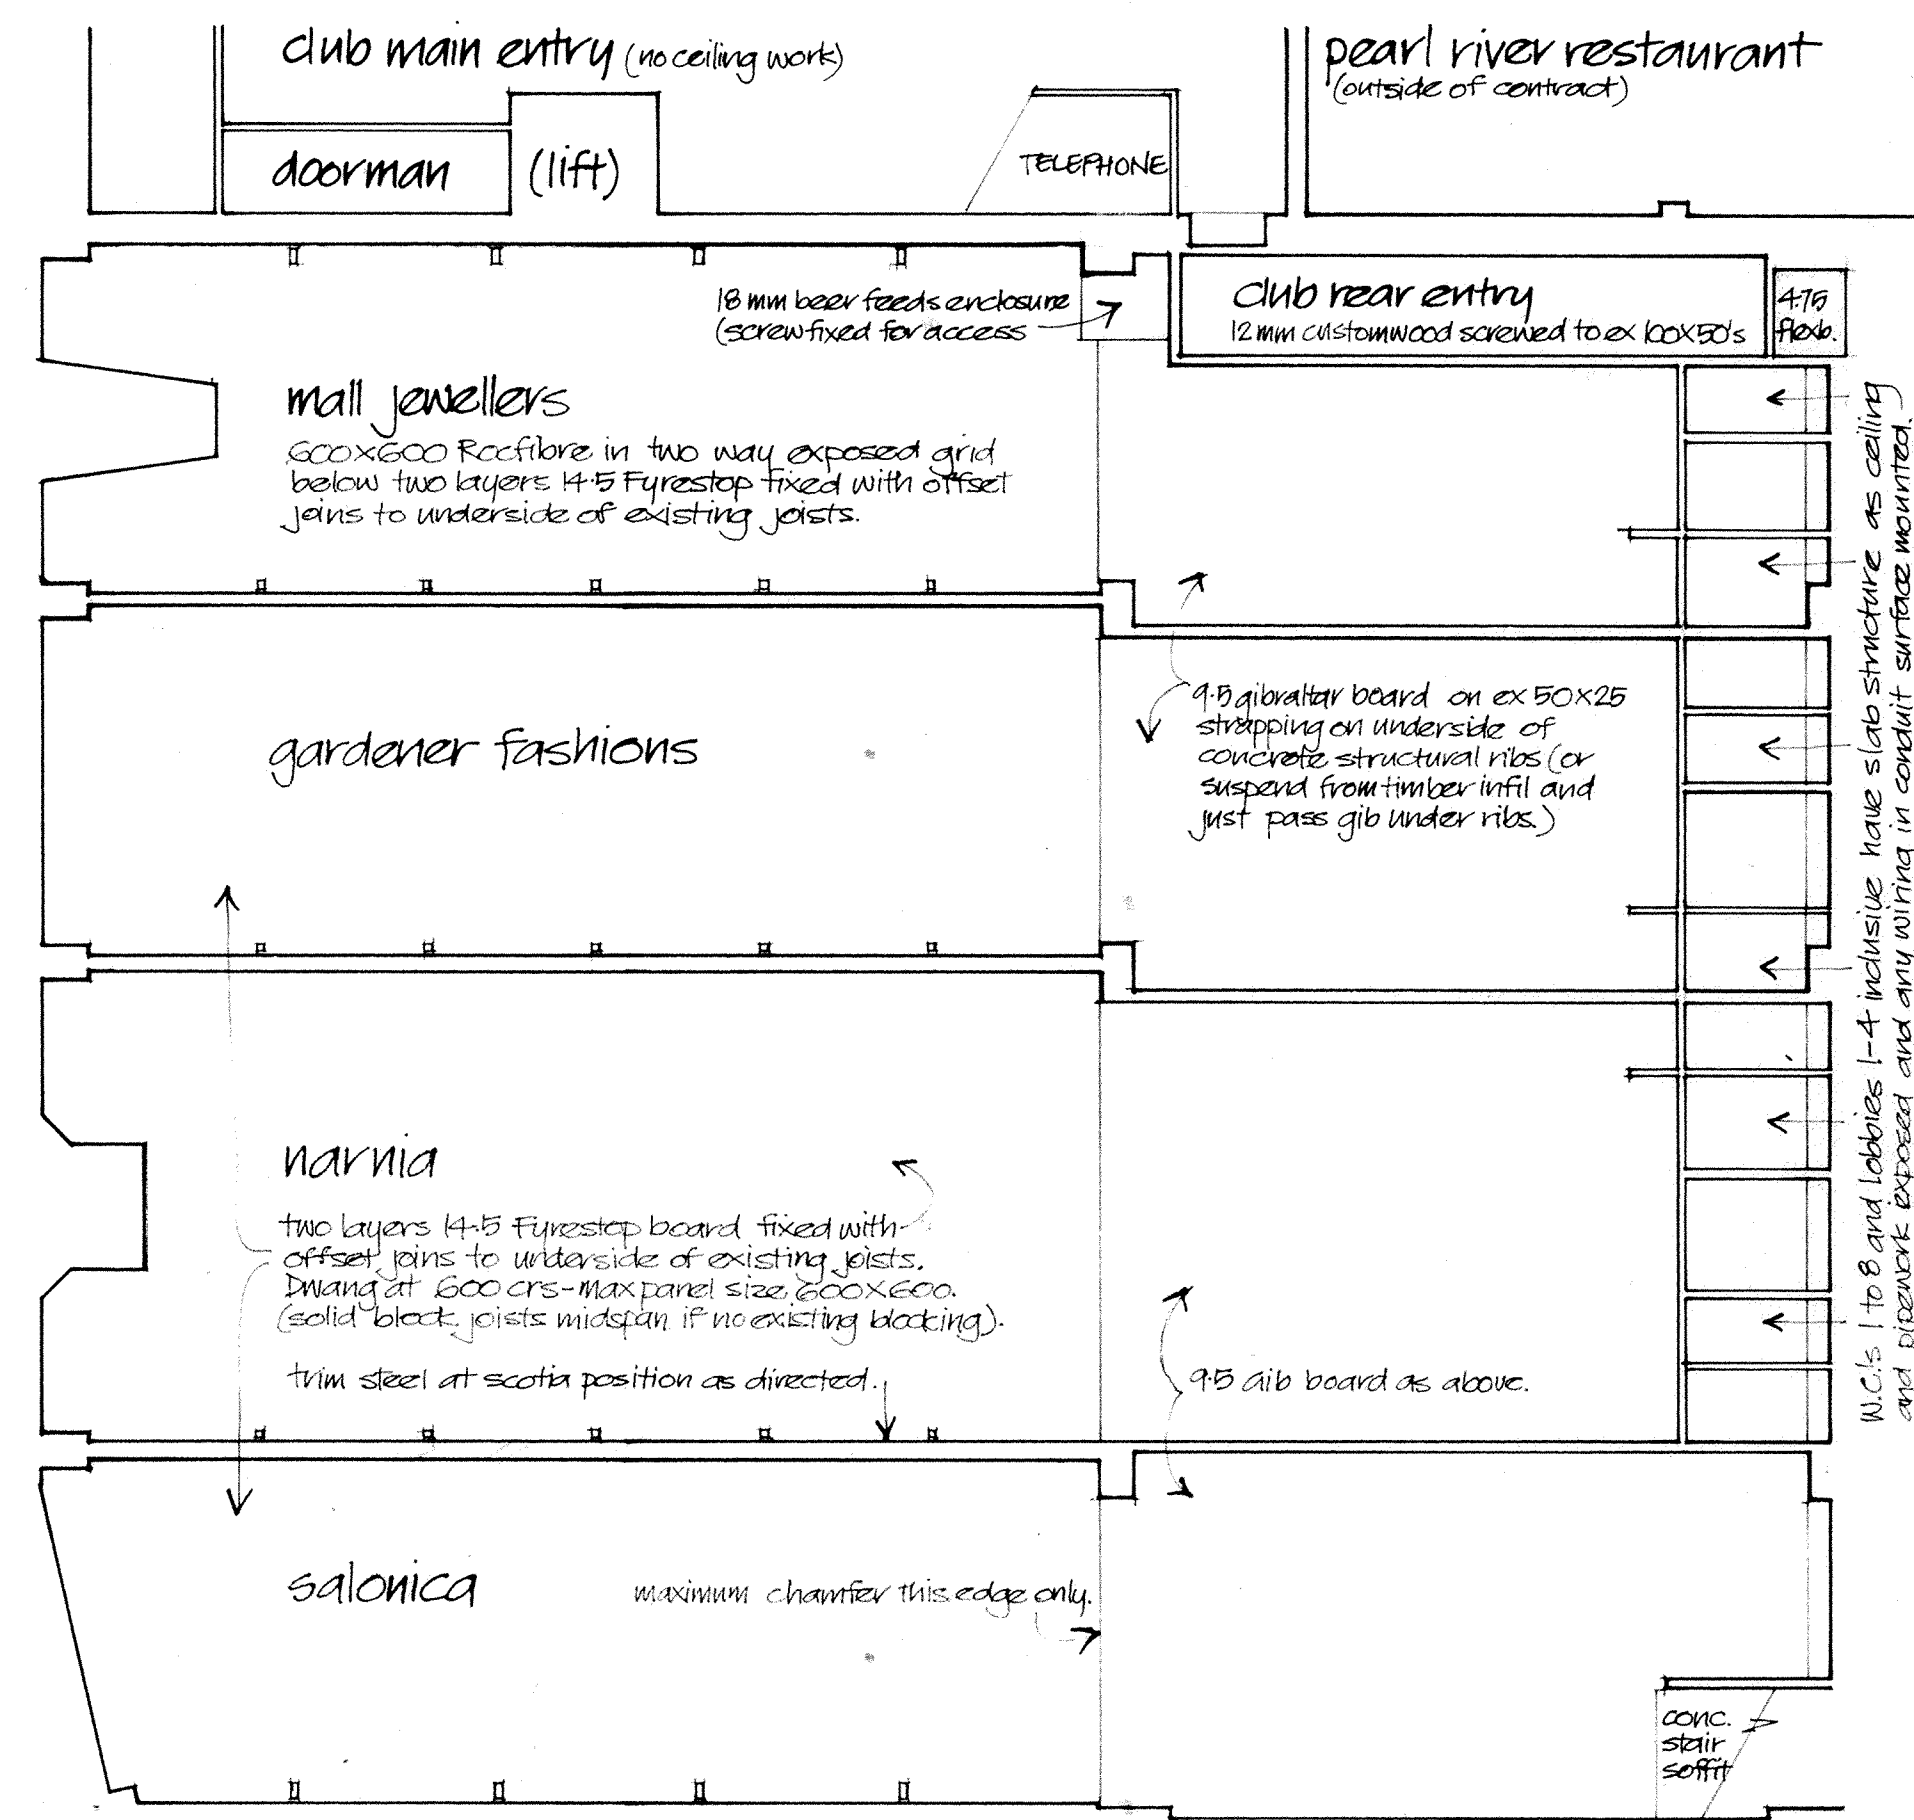 club main entry (no ceiling work)
pearl river restaurant
(outside of contract)
doorman
(lift)
TELEPHONE
18 mm beer feeds enclosure
(screw fixed for access
club rear entry
12mm customwood screwed to ex 100x50's
4.75
flexb.
mall jewellers
600x600 Rocfibre in two way exposed grid
below two layers 14.5 Fyrestop fixed with offset
joins to underside of existing joists.
gardener fashions
9.5 gibraltar board on ex 50x25
strapping on underside of
concrete structural ribs (or
suspend from timber infil and
just pass gib under ribs.)
narnia
two layers 14.5 Fyrestop board fixed with
offset joins to underside of existing joists.
Dwang at 600 crs-max panel size 600x600.
(solid block joists midspan if no existing blocking).
trim steel at scotia position as directed.
9.5 gib board as above.
salonica
maximum chamfer this edge only.
conc.
stair
soffit
W.C.'s 1 to 8 and lobbies 1-4 inclusive have slab structure as ceiling
and pipework exposed and any wiring in conduit surface mounted.